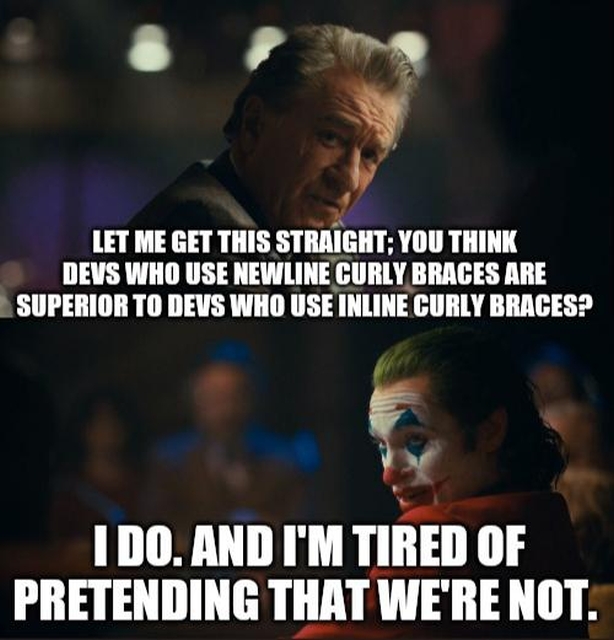 LET ME GET THIS STRAIGHT; YOU THINK
DEVS WHO USE NEWLINE CURLY BRACES ARE
SUPERIOR TO DEVS WHO USE INLINE CURLY BRACES?
I DO. AND I'M TIRED OF
PRETENDING THAT WE'RE NOT.